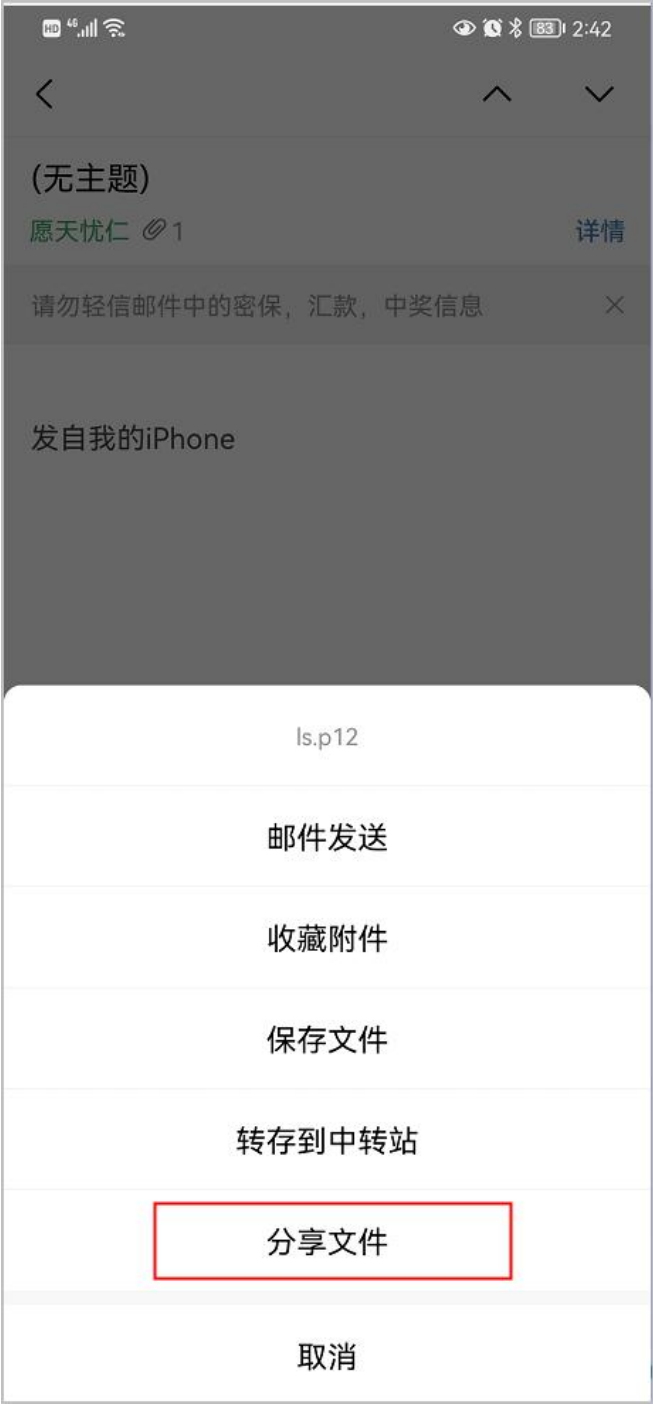 HD 4G 83 2:42
(无主题)
愿天忧仁 1 详情
请勿轻信邮件中的密保，汇款，中奖信息
发自我的iPhone
ls.p12
邮件发送
收藏附件
保存文件
转存到中转站
分享文件
取消